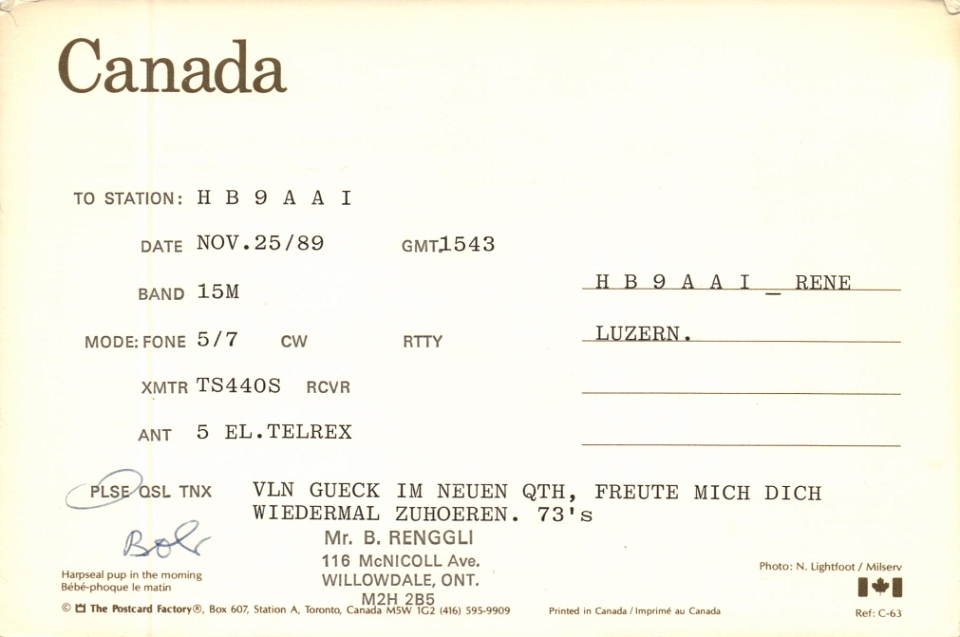 Canada
TO STATION: H B 9 A A I
DATE NOV.25/89 GMT.1543
BAND 15M
MODE: FONE 5/7 CW RTTY
XMTR TS440S RCVR
ANT 5 EL.TELREX
H B 9 A A I _ RENE
LUZERN.
PLSE QSL TNX VLN GUECK IM NEUEN QTH, FREUTE MICH DICH
WIEDERMAL ZUHOEREN. 73's
Bob
Mr. B. RENGGLI
116 McNICOLL Ave.
WILLOWDALE, ONT.
M2H 2B5
Harpseal pup in the morning
Bébé-phoque le matin
© The Postcard Factory®, Box 607, Station A, Toronto, Canada M5W 1G2 (416) 595-9909
Printed in Canada / Imprimé au Canada
Photo: N. Lightfoot / Milserv
Ref: C-63